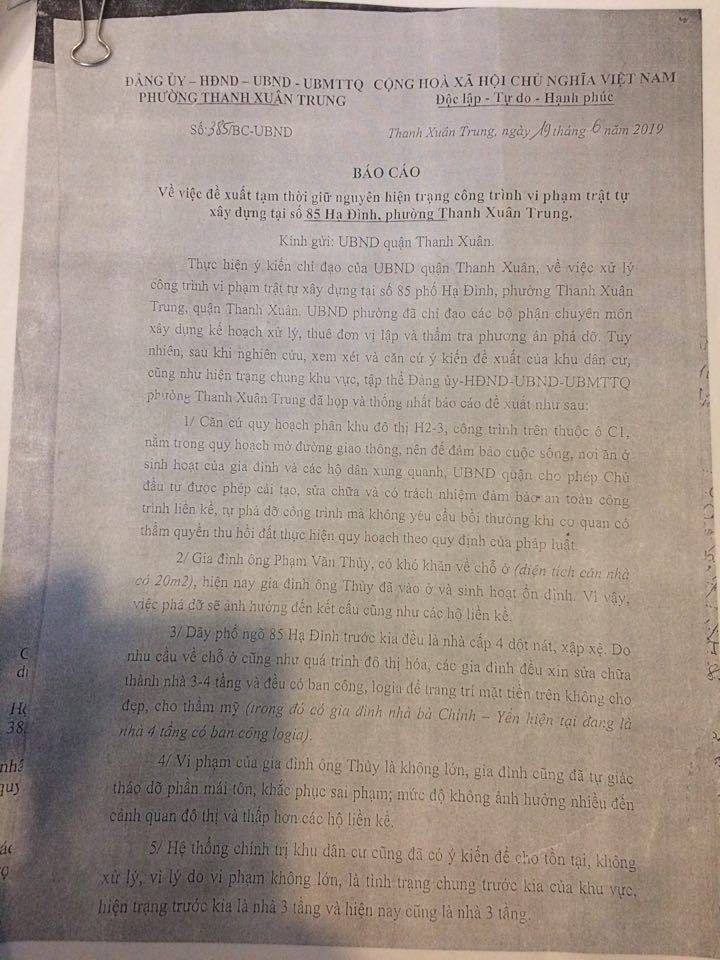 ĐẢNG ỦY – HĐND – UBND - UBMTTQ CỘNG HOÀ XÃ HỘI CHỦ NGHĨA VIỆT NAM
PHƯỜNG THANH XUÂN TRUNG Độc lập - Tự do - Hạnh phúc
Số:385/BC-UBND Thanh Xuân Trung, ngày 19 tháng 6 năm 2019
BÁO CÁO
Về việc đề xuất tạm thời giữ nguyên hiện trạng công trình vi phạm trật tự
xây dựng tại số 85 Hạ Đình, phường Thanh Xuân Trung.
Kính gửi: UBND quận Thanh Xuân.
Thực hiện ý kiến chỉ đạo của UBND quận Thanh Xuân, về việc xử lý
công trình vi phạm trật tự xây dựng tại số 85 phố Hạ Đình, phường Thanh Xuân
Trung, quận Thanh Xuân. UBND phường đã chỉ đạo các bộ phận chuyên môn
xây dựng kế hoạch xử lý, thuê đơn vị lập và thẩm tra phương án phá dỡ. Tuy
nhiên, sau khi nghiên cứu, xem xét và căn cứ ý kiến đề xuất của khu dân cư,
cũng như hiện trạng chung khu vực, tập thể Đảng ủy-HĐND-UBND-UBMTTQ
phường Thanh Xuân Trung đã họp và thống nhất báo cáo đề xuất như sau:
1/ Căn cứ quy hoạch phân khu đô thị H2-3, công trình trên thuộc ô C1,
nằm trong quy hoạch mở đường giao thông, nên để đảm bảo cuộc sống, nơi ăn ở
sinh hoạt của gia đình và các hộ dân xung quanh, UBND quận cho phép Chủ
đầu tư được phép cải tạo, sửa chữa và có trách nhiệm đảm bảo an toàn công
trình liền kề, tự phá dỡ công trình mà không yêu cầu bồi thường khi cơ quan có
thẩm quyền thu hồi đất thực hiện quy hoạch theo quy định của pháp luật.
2/ Gia đình ông Phạm Văn Thủy, có khó khăn về chỗ ở (diện tích căn nhà
có 20m2), hiện nay gia đình ông Thủy đã vào ở và sinh hoạt ổn định. Vì vậy,
việc phá dỡ sẽ ảnh hưởng đến kết cấu cũng như các hộ liền kề.
3/ Dãy phố ngõ 85 Hạ Đình trước kia đều là nhà cấp 4 dột nát, xập xệ. Do
nhu cầu về chỗ ở cũng như quá trình đô thị hóa, các gia đình đều xin sửa chữa
thành nhà 3-4 tầng và đều có ban công, logia để trang trí mặt tiền trên không cho
đẹp, cho thẩm mỹ (trong đó có gia đình nhà bà Chính – Yến hiện tại đang là
nhà 4 tầng có ban công logia).
4/ Vi phạm của gia đình ông Thủy là không lớn, gia đình cũng đã tự giác
tháo dỡ phần mái tôn, khắc phục sai phạm; mức độ không ảnh hưởng nhiều đến
cảnh quan đô thị và thấp hơn các hộ liền kề.
5/ Hệ thống chính trị khu dân cư cũng đã có ý kiến để cho tồn tại, không
xử lý, vì lý do vi phạm không lớn, là tình trạng chung trước kia của khu vực,
hiện trạng trước kia là nhà 3 tầng và hiện nay cũng là nhà 3 tầng.